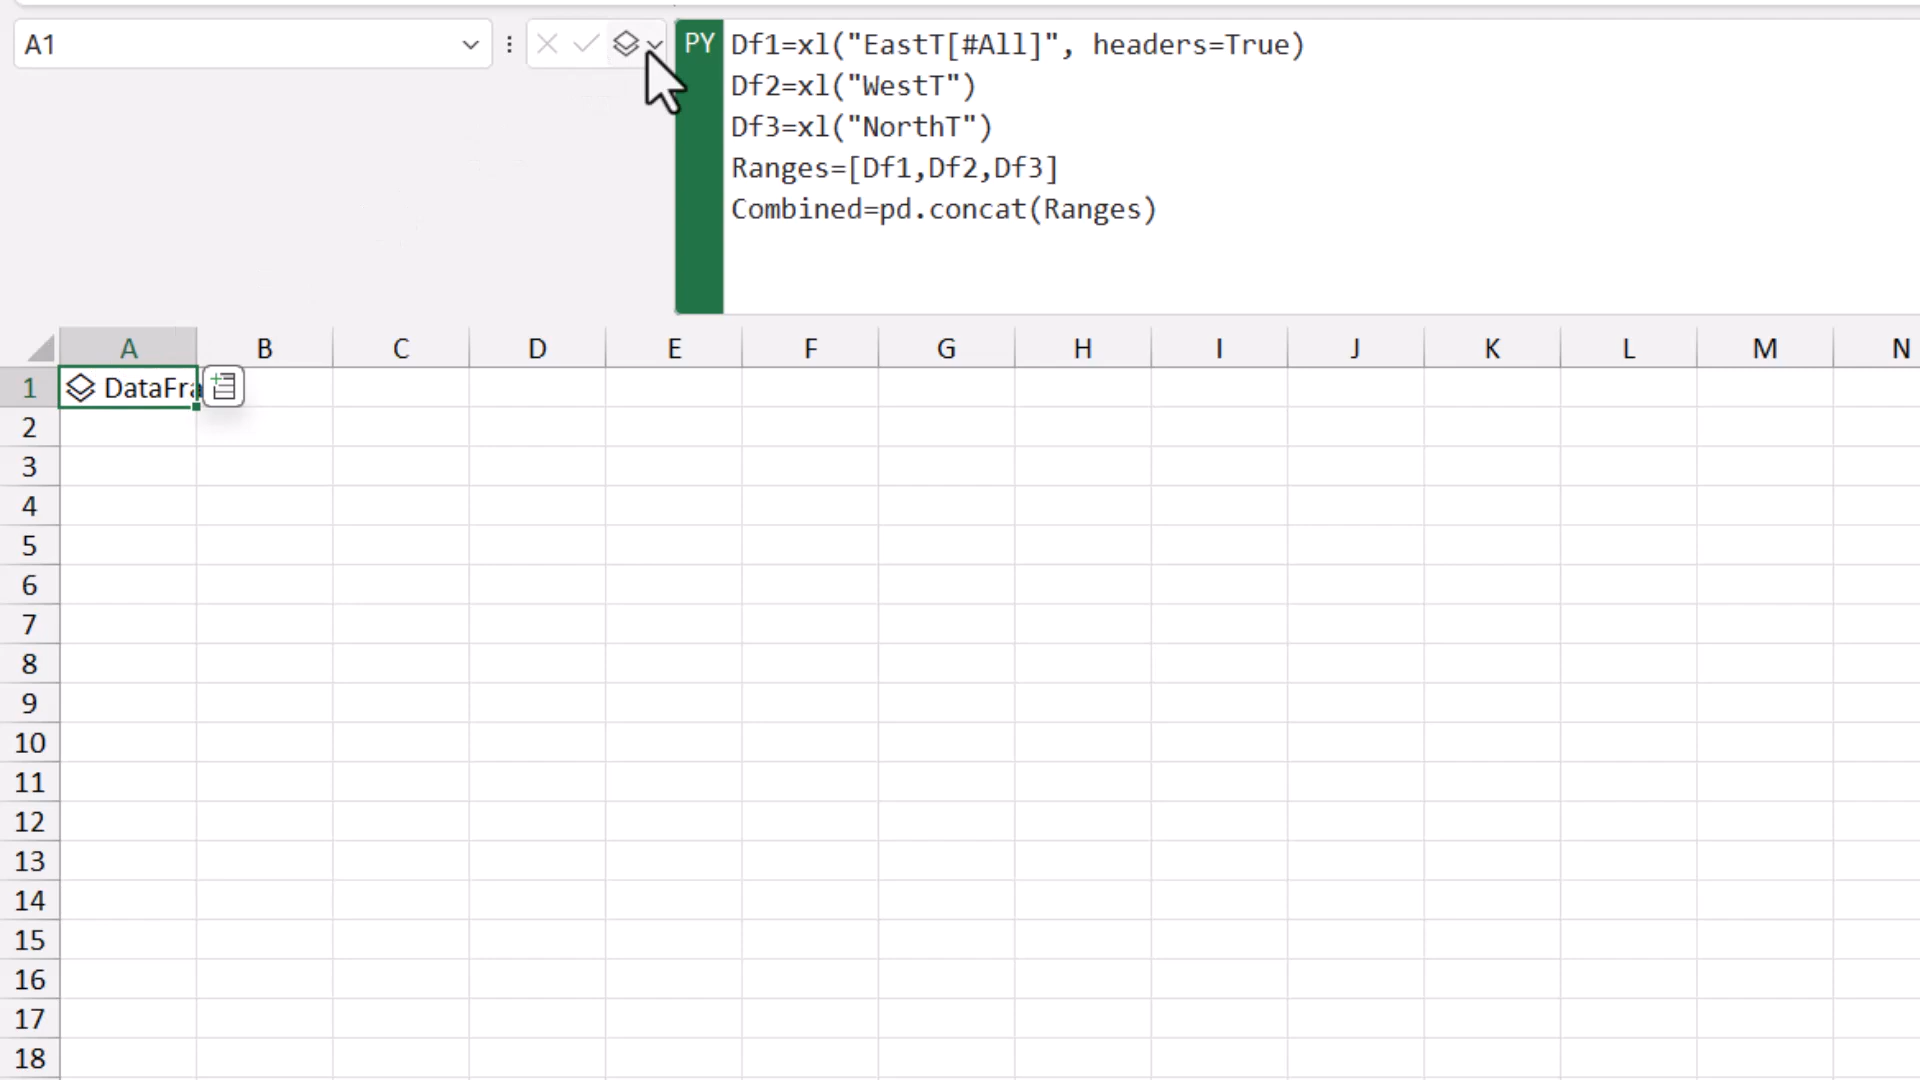 A1
PY
Df1=xl("EastT[#All]", headers=True)
Df2=xl("WestT")
Df3=xl("NorthT")
Ranges=[Df1,Df2,Df3]
Combined=pd.concat(Ranges)
A B C D E F G H I J K L M N
1 DataFra
2
3
4
5
6
7
8
9
10
11
12
13
14
15
16
17
18